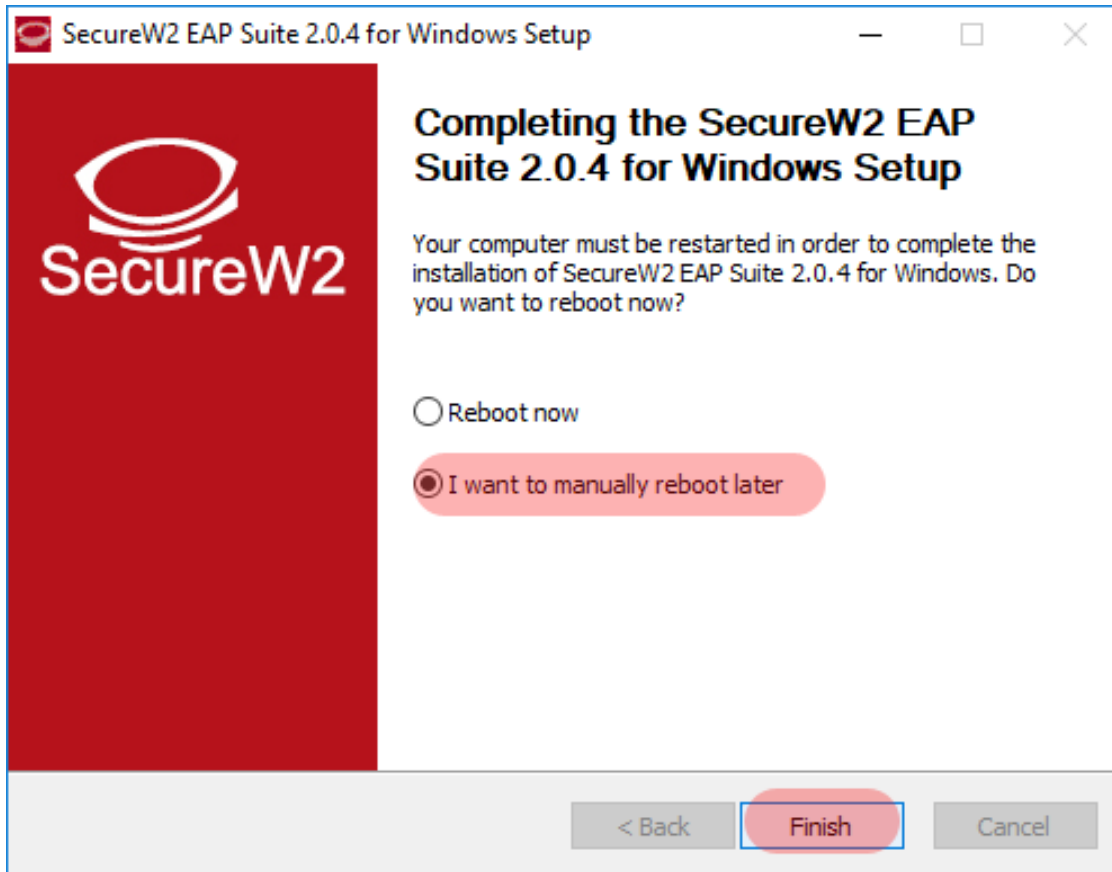 SecureW2 EAP Suite 2.0.4 for Windows Setup
SecureW2
Completing the SecureW2 EAP
Suite 2.0.4 for Windows Setup
Your computer must be restarted in order to complete the
installation of SecureW2 EAP Suite 2.0.4 for Windows. Do
you want to reboot now?
Reboot now
I want to manually reboot later
< Back
Finish
Cancel